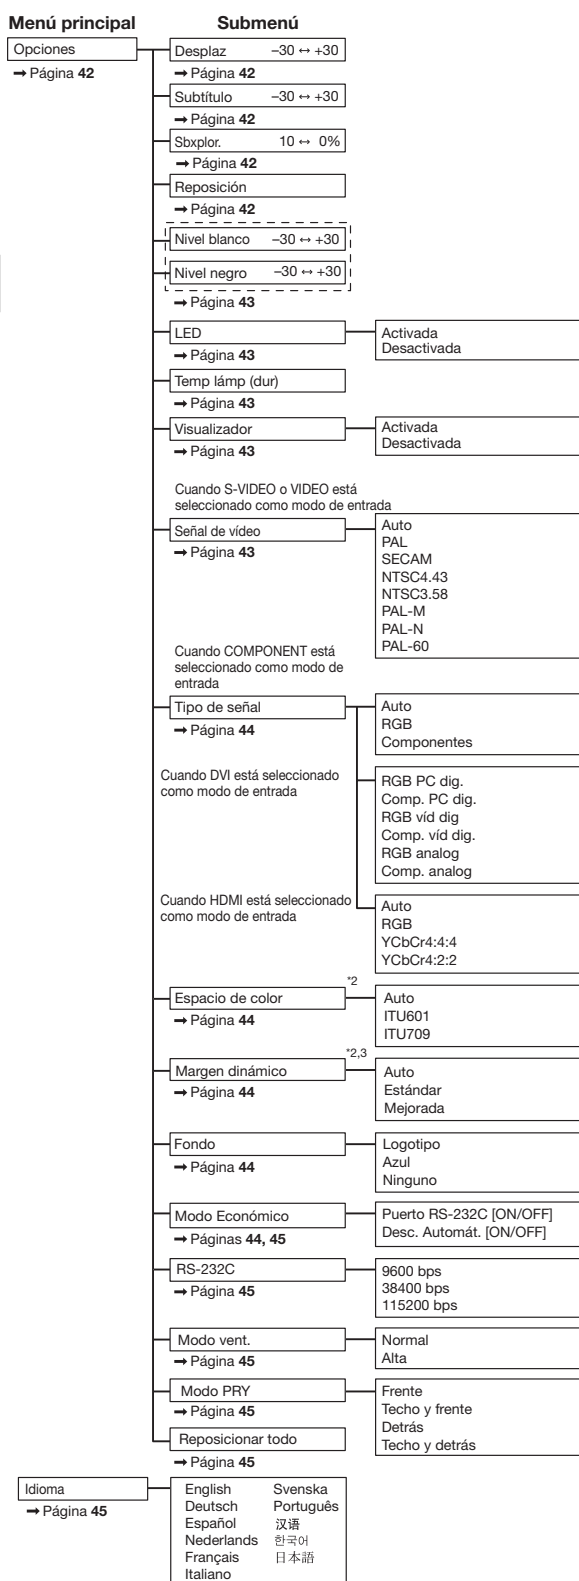 Menú principal
Submenú
Opciones
➞ Página 42
Desplaz –30 ↔ +30
➞ Página 42
Subtítulo –30 ↔ +30
➞ Página 42
Sbxplor. 10 ↔ 0%
➞ Página 42
Reposición
➞ Página 42
Nivel blanco –30 ↔ +30
Nivel negro –30 ↔ +30
➞ Página 43
LED
➞ Página 43
Activada
Desactivada
Temp lámp (dur)
➞ Página 43
Visualizador
➞ Página 43
Activada
Desactivada
Cuando S-VIDEO o VIDEO está
seleccionado como modo de entrada
Señal de vídeo
➞ Página 43
Auto
PAL
SECAM
NTSC4.43
NTSC3.58
PAL-M
PAL-N
PAL-60
Cuando COMPONENT está
seleccionado como modo de
entrada
Tipo de señal
➞ Página 44
Auto
RGB
Componentes
Cuando DVI está seleccionado
como modo de entrada
RGB PC dig.
Comp. PC dig.
RGB víd dig
Comp. víd dig.
RGB analog
Comp. analog
Cuando HDMI está seleccionado
como modo de entrada
Auto
RGB
YCbCr4:4:4
YCbCr4:2:2
Espacio de color
*2
➞ Página 44
Auto
ITU601
ITU709
Margen dinámico
*2,3
➞ Página 44
Auto
Estándar
Mejorada
Fondo
➞ Página 44
Logotipo
Azul
Ninguno
Modo Económico
➞ Páginas 44, 45
Puerto RS-232C [ON/OFF]
Desc. Automát. [ON/OFF]
RS-232C
➞ Página 45
9600 bps
38400 bps
115200 bps
Modo vent.
➞ Página 45
Normal
Alta
Modo PRY
➞ Página 45
Frente
Techo y frente
Detrás
Techo y detrás
Reposicionar todo
➞ Página 45
Idioma
➞ Página 45
English
Deutsch
Español
Nederlands
Français
Italiano
Svenska
Português
汉语
한국어
日本語